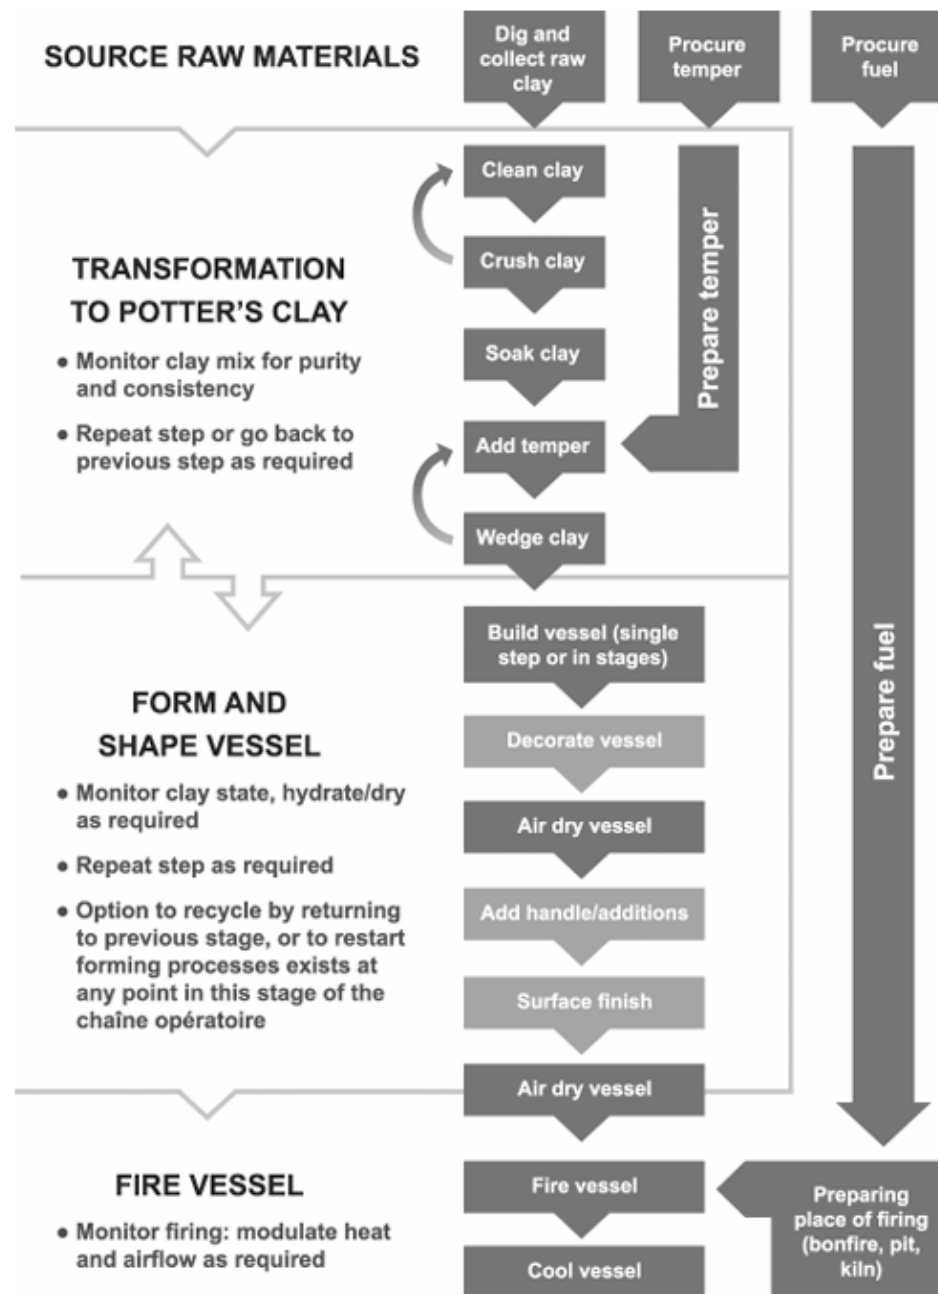 SOURCE RAW MATERIALS
Dig and
collect raw
clay
Procure
temper
Procure
fuel
TRANSFORMATION
TO POTTER'S CLAY
● Monitor clay mix for purity
and consistency
● Repeat step or go back to
previous step as required
Clean clay
Crush clay
Soak clay
Add temper
Wedge clay
Prepare temper
Prepare fuel
FORM AND
SHAPE VESSEL
● Monitor clay state, hydrate/dry
as required
● Repeat step as required
● Option to recycle by returning
to previous stage, or to restart
forming processes exists at
any point in this stage of the
chaîne opératoire
Build vessel (single
step or in stages)
Decorate vessel
Air dry vessel
Add handle/additions
Surface finish
Air dry vessel
FIRE VESSEL
● Monitor firing: modulate heat
and airflow as required
Fire vessel
Cool vessel
Preparing
place of firing
(bonfire, pit,
kiln)